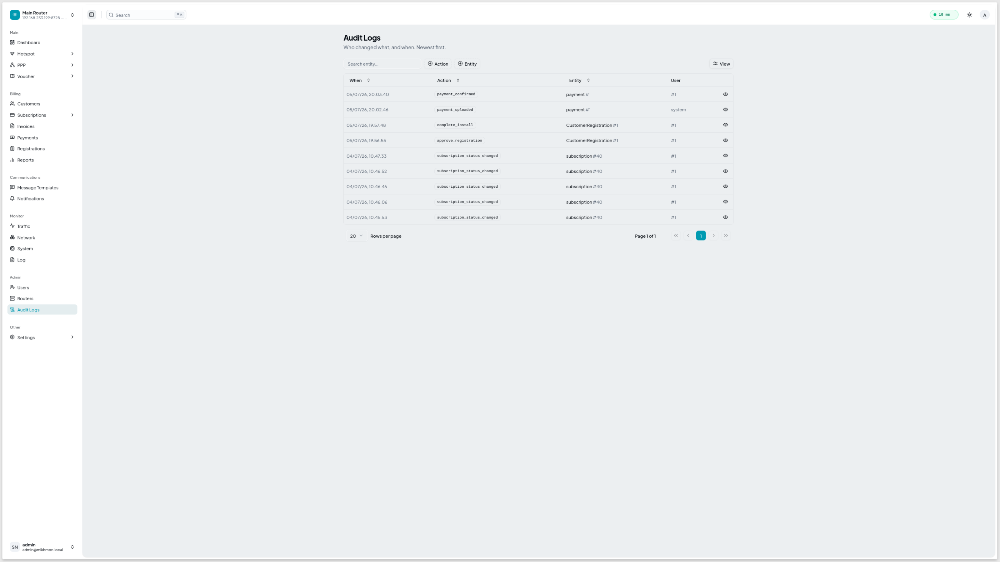 Main Router
192.168.233.199:8728 — ...
Search
⌘ K
18 ms
A
Main
Dashboard
Hotspot
PPP
Voucher
Billing
Customers
Subscriptions
Invoices
Payments
Registrations
Reports
Communications
Message Templates
Notifications
Monitor
Traffic
Network
System
Log
Admin
Users
Routers
Audit Logs
Other
Settings
SN
admin
admin@mikhmon.local
Audit Logs
Who changed what, and when. Newest first.
Search entity... Action Entity View
When Action Entity User
05/07/26, 20.03.40 payment_confirmed payment #1 #1
05/07/26, 20.02.46 payment_uploaded payment #1 system
05/07/26, 19.57.48 complete_install CustomerRegistration #1 #1
05/07/26, 19.56.55 approve_registration CustomerRegistration #1 #1
04/07/26, 10.47.33 subscription_status_changed subscription #40 #1
04/07/26, 10.46.52 subscription_status_changed subscription #40 #1
04/07/26, 10.46.46 subscription_status_changed subscription #40 #1
04/07/26, 10.46.06 subscription_status_changed subscription #40 #1
04/07/26, 10.45.53 subscription_status_changed subscription #40 #1
20 Rows per page Page 1 of 1 1